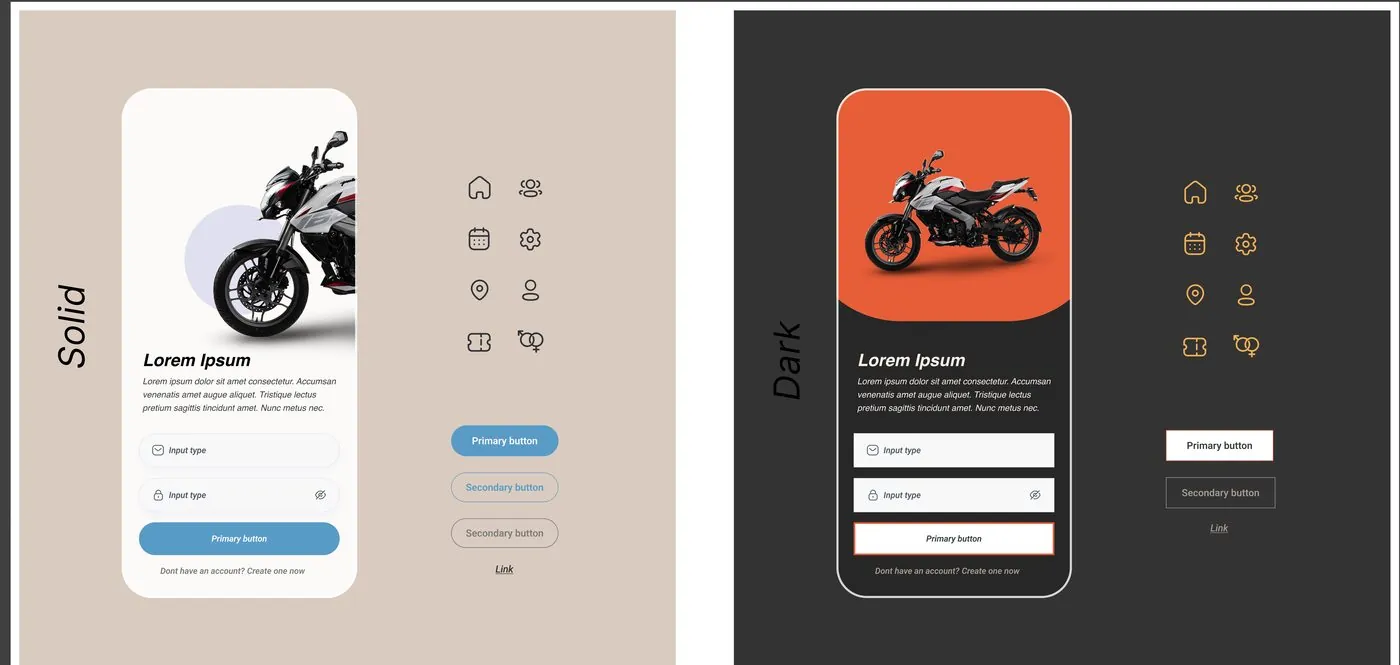 Solid
Lorem Ipsum
Lorem ipsum dolor sit amet consectetur. Accumsan
venenatis amet augue aliquet. Tristique lectus
pretium sagittis tincidunt amet. Nunc metus nec.
Input type
Input type
Primary button
Dont have an account? Create one now
Primary button
Secondary button
Secondary button
Link
Dark
Lorem Ipsum
Lorem ipsum dolor sit amet consectetur. Accumsan
venenatis amet augue aliquet. Tristique lectus
pretium sagittis tincidunt amet. Nunc metus nec.
Input type
Input type
Primary button
Dont have an account? Create one now
Primary button
Secondary button
Link